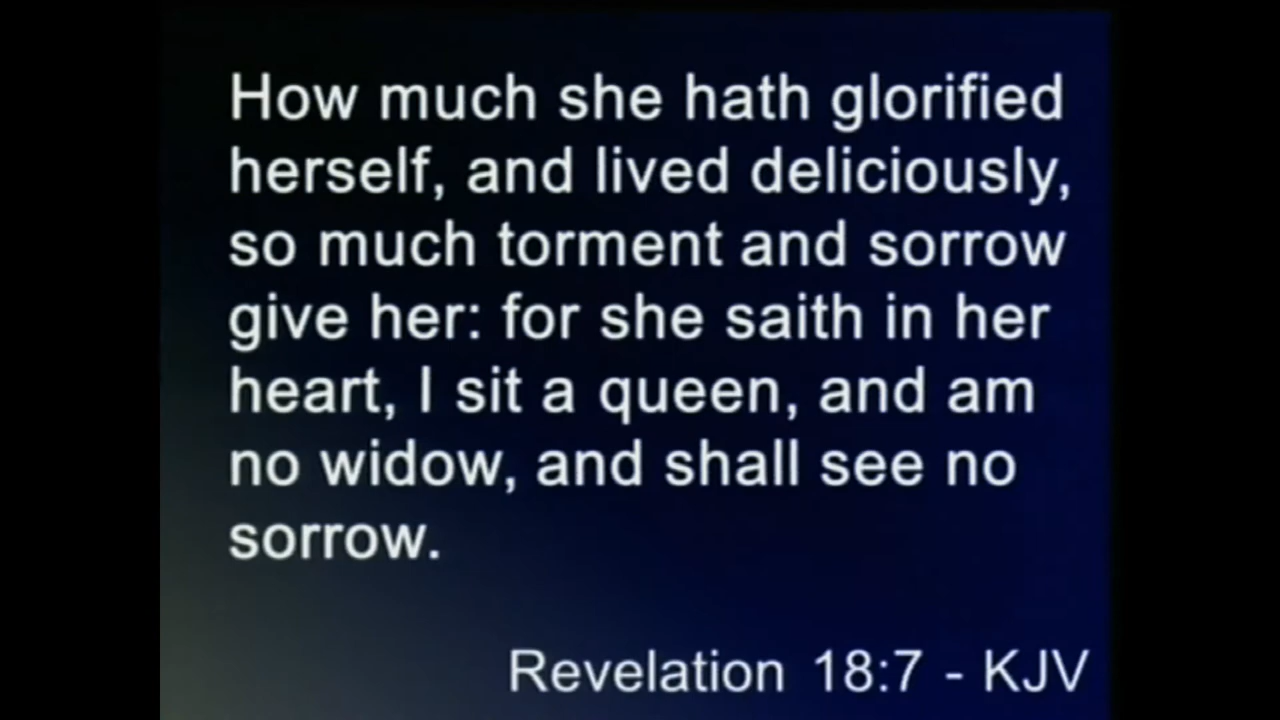 How much she hath glorified
herself, and lived deliciously,
so much torment and sorrow
give her: for she saith in her
heart, I sit a queen, and am
no widow, and shall see no
sorrow.
Revelation 18:7 - KJV